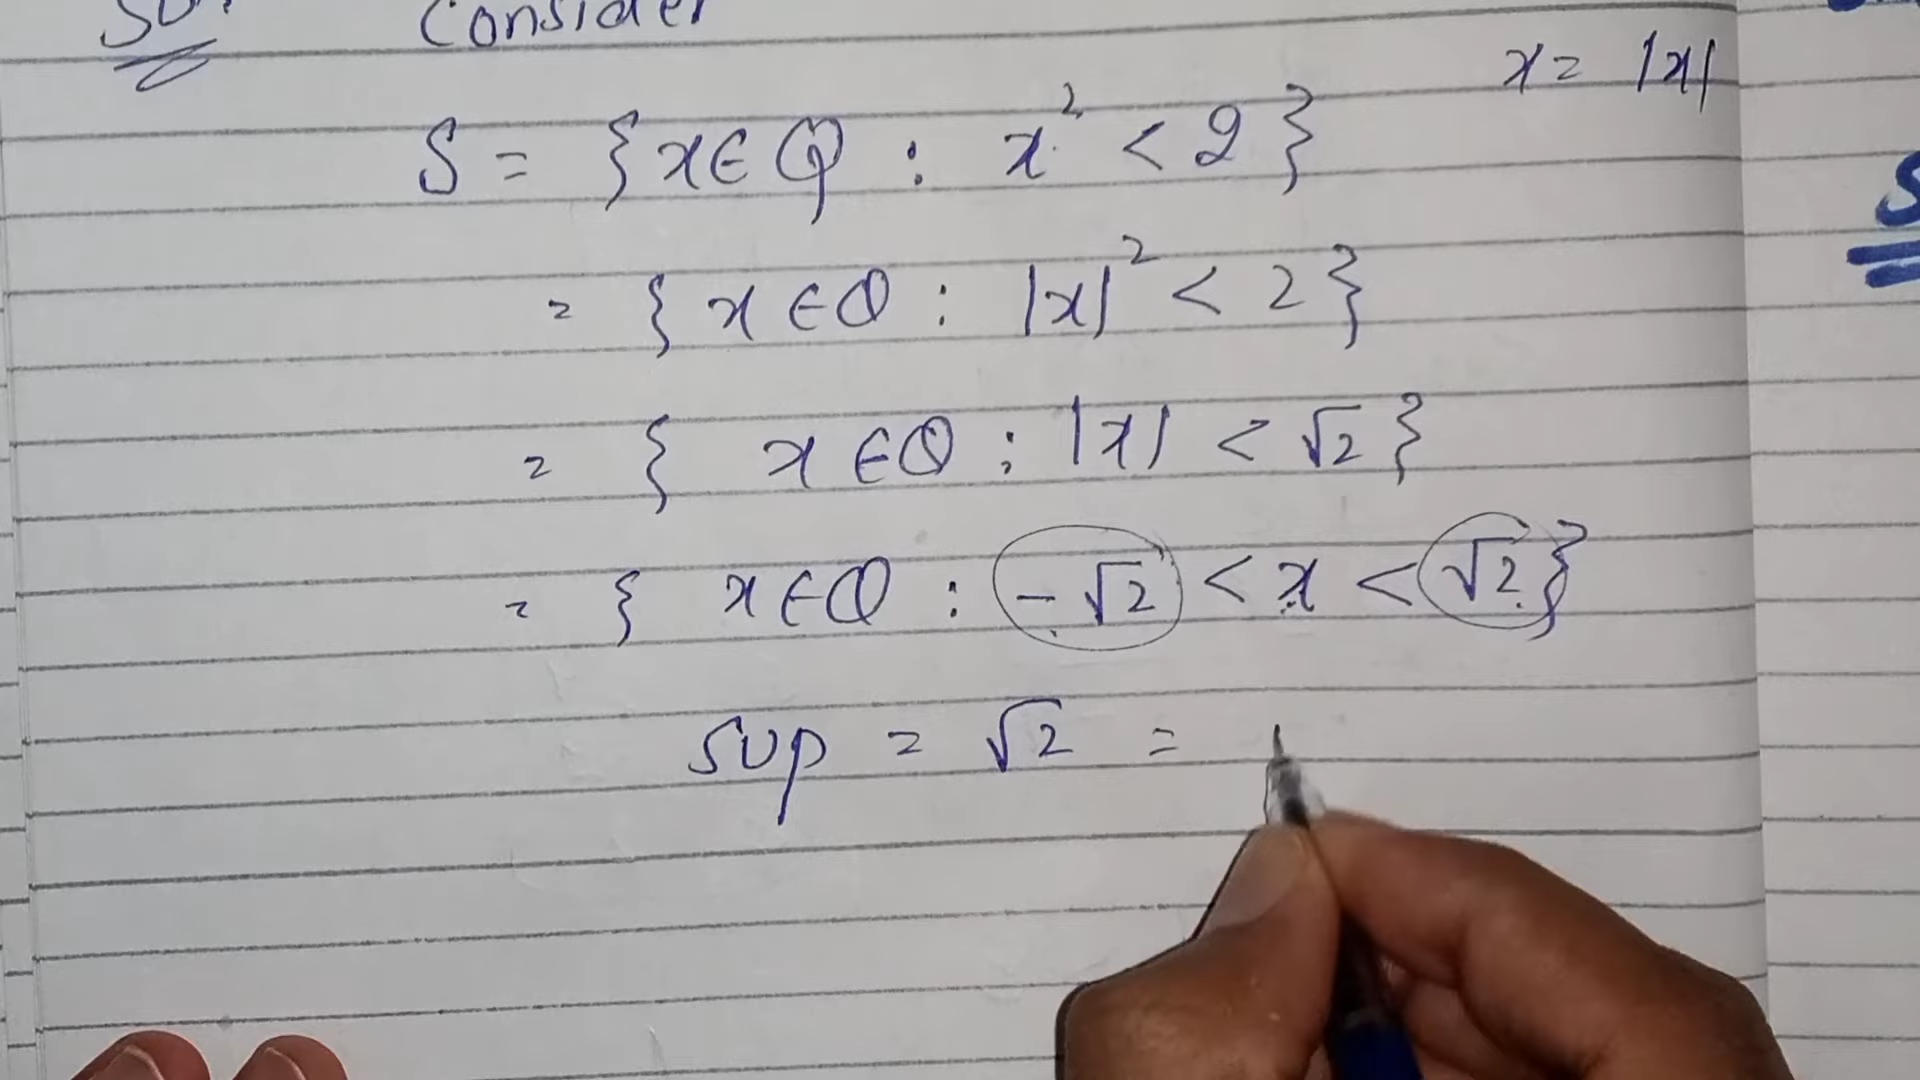 Consider
x = |x|
S = {x ∈ Q : x² < 2}
= {x ∈ Q : |x|² < 2}
= {x ∈ Q : |x| < √2}
= {x ∈ Q : -√2 < x < √2}
Sup = √2 =